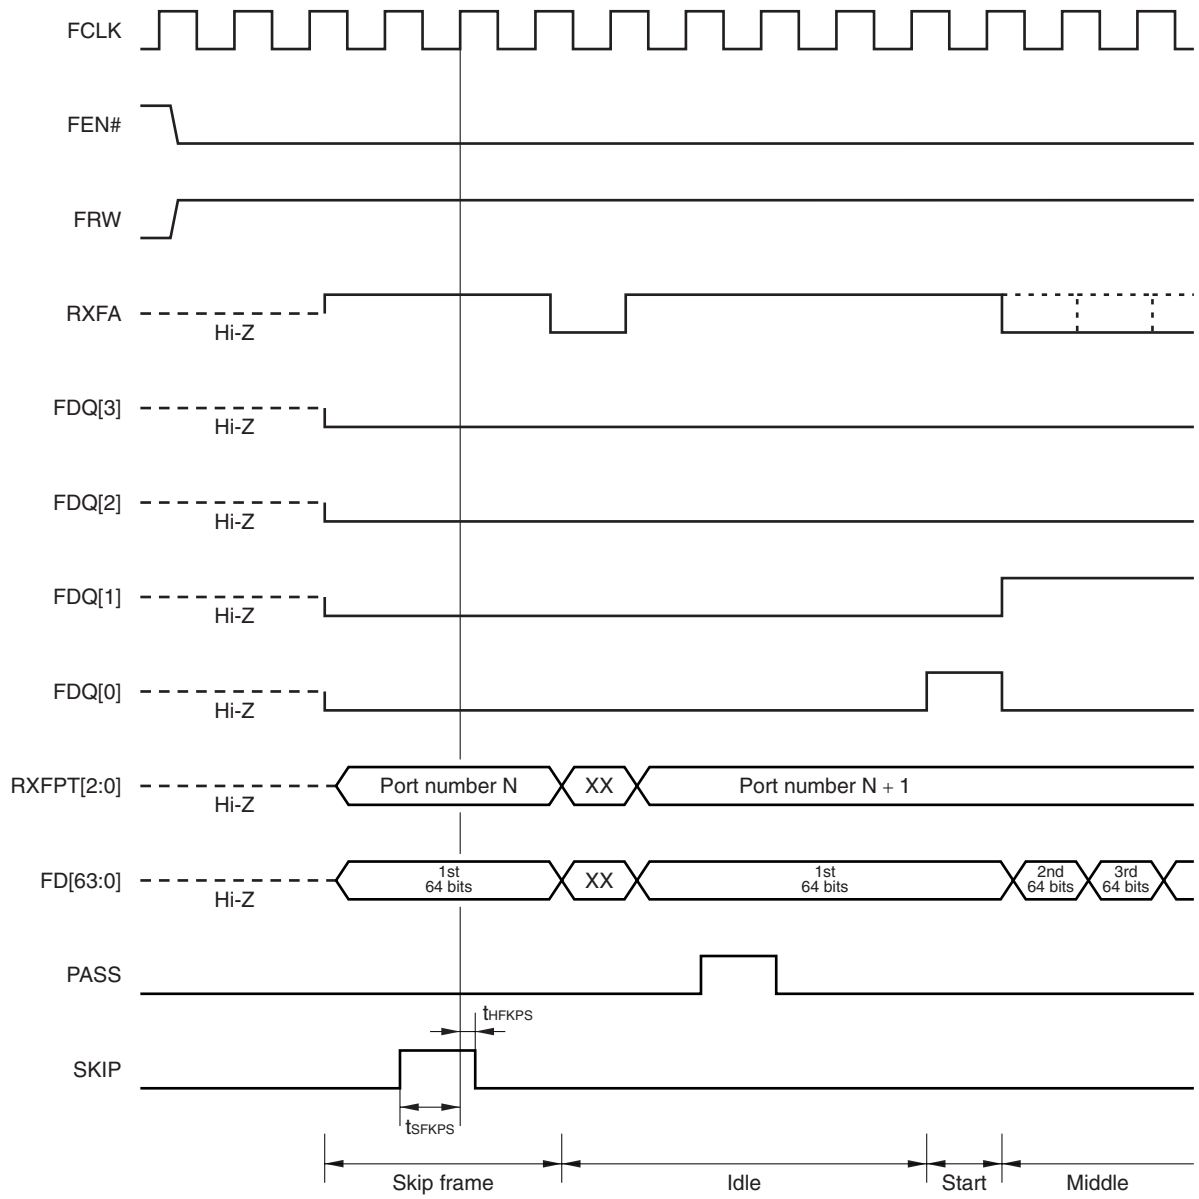 FCLK
FEN#
FRW
RXFA
Hi-Z
FDQ[3]
Hi-Z
FDQ[2]
Hi-Z
FDQ[1]
Hi-Z
FDQ[0]
Hi-Z
RXFPT[2:0]
Hi-Z
Port number N
XX
Port number N + 1
FD[63:0]
Hi-Z
1st
64 bits
XX
1st
64 bits
2nd
64 bits
3rd
64 bits
PASS
tHFKPS
SKIP
tSFKPS
Skip frame
Idle
Start
Middle